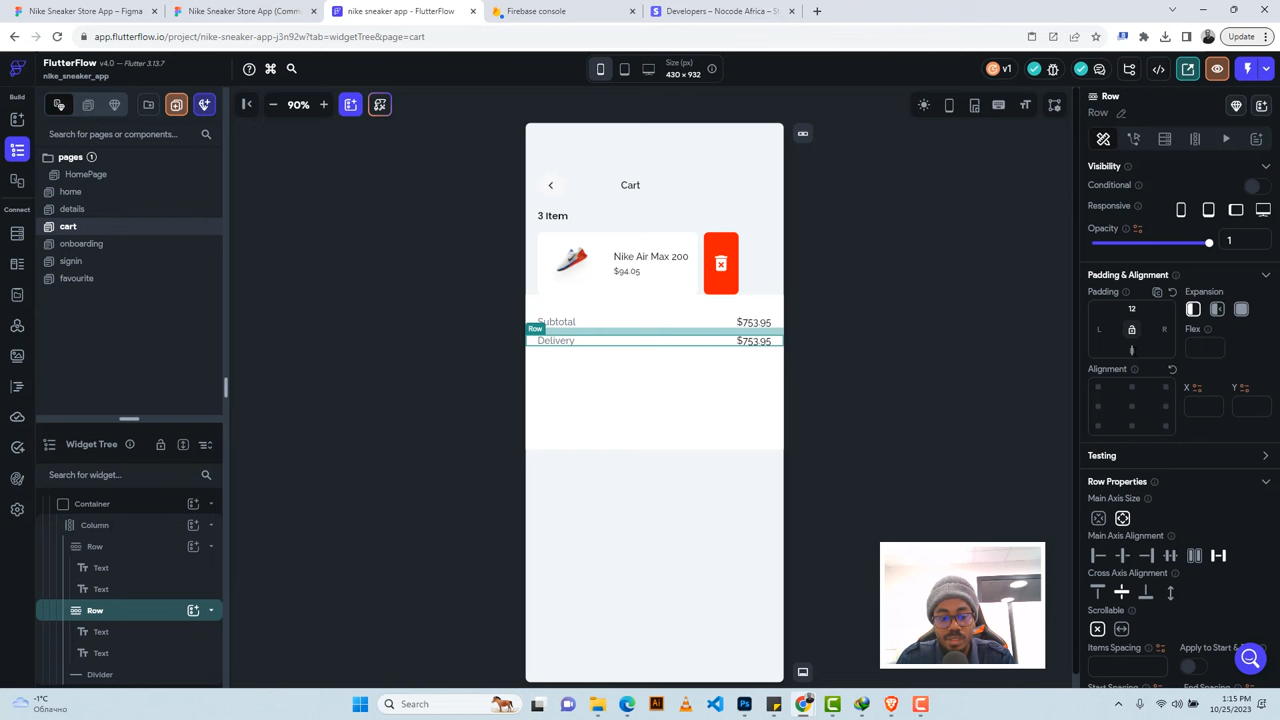 Nike Sneaker Store App – Figma
Nike Sneaker Store App (Comm
nike sneaker app - FlutterFlow
Firebase console
Developers – Nocode Africa – St
app.flutterflow.io/project/nike-sneaker-app-j3n92w?tab=widgetTree&page=cart
Update
FlutterFlow v4.0 Flutter 3.13.7
nike_sneaker_app
Size (px)
430 × 932
v1
Build
90%
Row
Search for pages or components...
Row
pages 1
HomePage
home
details
cart
onboarding
signin
favourite
Connect
Widget Tree
Search for widget...
Container
Column
Row
Text
Text
Row
Text
Text
Divider
Cart
3 Item
Nike Air Max 200
$94.05
Subtotal
$753.95
Row
Delivery
$753.95
Visibility
Conditional
Responsive
Opacity
1
Padding & Alignment
Padding
Expansion
12
L
R
Flex
Alignment
X
Y
Testing
Row Properties
Main Axis Size
Main Axis Alignment
Cross Axis Alignment
Scrollable
Items Spacing
Apply to Start &
Start Spacing
End Spacing
-1°C
Облачно
Search
1:15 PM
10/25/2023